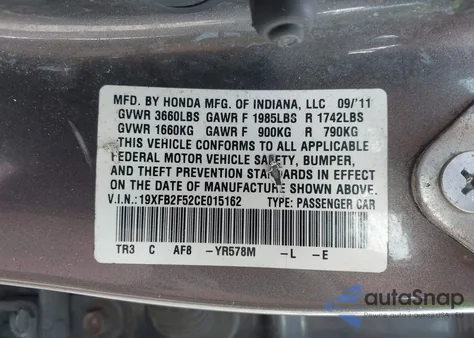 MFD. BY HONDA MFG. OF INDIANA, LLC 09/'11
GVWR 3660LBS GAWR F 1985LBS R 1742LBS
GVWR 1660KG GAWR F 900KG R 790KG
THIS VEHICLE CONFORMS TO ALL APPLICABLE
FEDERAL MOTOR VEHICLE SAFETY, BUMPER,
AND THEFT PREVENTION STANDARDS IN EFFECT
ON THE DATE OF MANUFACTURE SHOWN ABOVE.
V.I.N.: 19XFB2F52CE015162 TYPE: PASSENGER CAR
TR3 C AF8 -YR578M -L -E
autoSnap